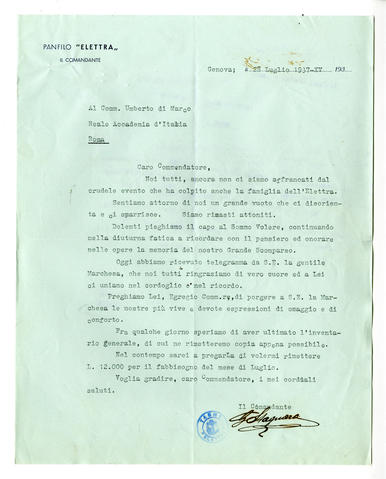 PANFILO "ELETTRA"
IL COMANDANTE
Genova; 28 Luglio 1937-XV 193
Al Comm. Umberto di Marco
Reale Accademia d'Italia
Roma
Caro Commendatore,
Noi tutti, ancora non ci siamo affrancati dal
crudele evento che ha colpito anche la famiglia dell'Elettra.
Sentiamo attorno di noi un grande vuoto che ci disorien-
ta e ci smarrisce. Siamo rimasti attoniti.
Dolenti pieghiamo il capo al Sommo Volere, continuando
nella diuturna fatica a ricordare con il pensiero ed onorare
nelle opere la memoria del nostro Grande Scomparso.
Oggi abbiamo ricevuto telegramma da S.E. la gentile
Marchesa, che noi tutti ringraziamo di vero cuore ed a Lei
ci uniamo nel cordoglio e nel ricordo.
Preghiamo Lei, Egregio Comm.re, di porgere a S.E. la Mar-
chesa le nostre più vive e devote espressioni di omaggio e di
conforto.
Fra qualche giorno speriamo di aver ultimato l'inventa-
rio generale, di cui ne rimetteremo copia appena possibile.
Nel contempo sarei a pregarLa di volermi rimettere
L. 12.000 per il fabbisogno del mese di Luglio.
Voglia gradire, caro Commendatore, i mei cordiali
saluti.
Il Comandante